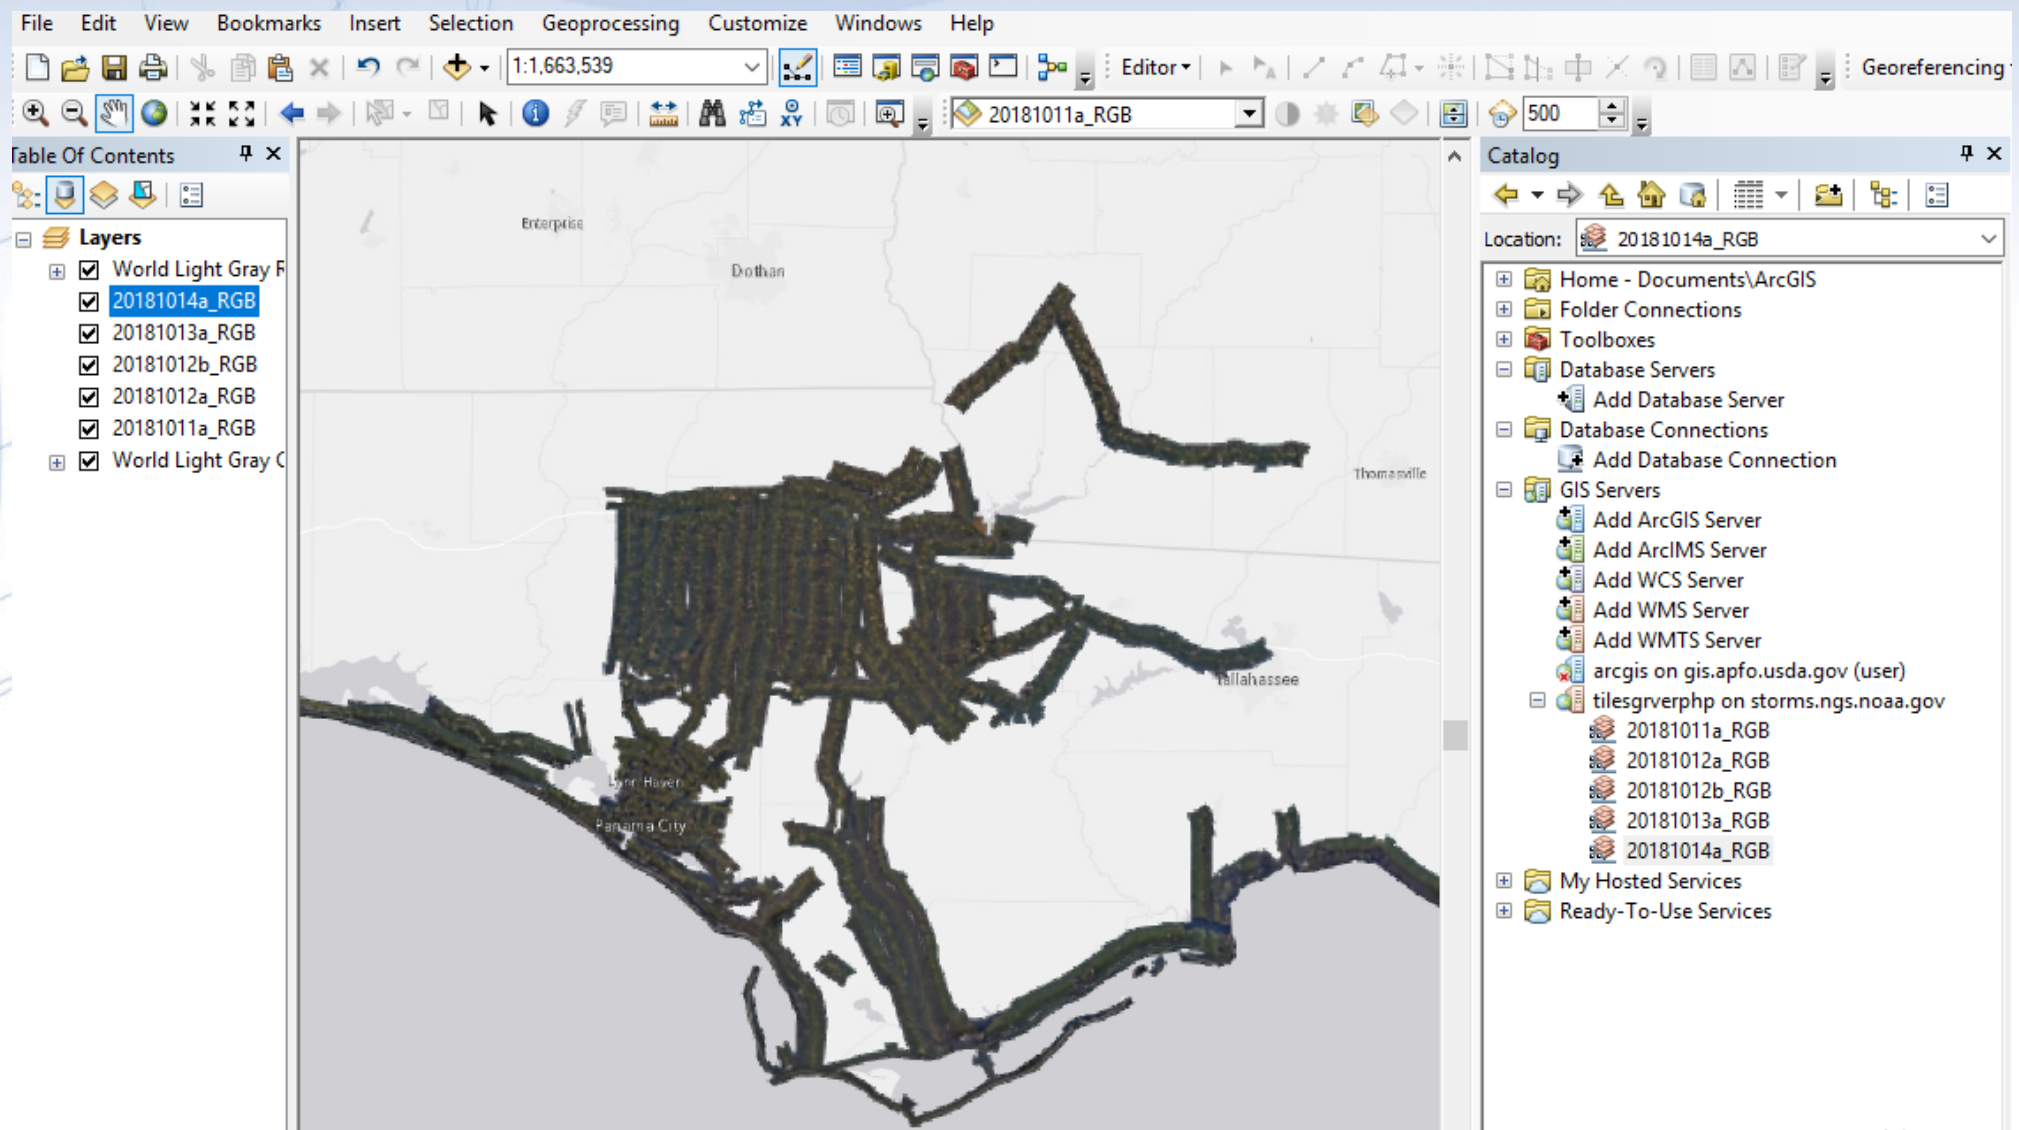 File Edit View Bookmarks Insert Selection Geoprocessing Customize Windows Help
1:1,663,539 Editor Georeferencing
20181011a_RGB 500
Table Of Contents
Layers
World Light Gray R
20181014a_RGB
20181013a_RGB
20181012b_RGB
20181012a_RGB
20181011a_RGB
World Light Gray C
Enterprise
Dothan
Thomasville
Tallahassee
Lynn Haven
Panama City
Catalog
Location: 20181014a_RGB
Home - Documents\ArcGIS
Folder Connections
Toolboxes
Database Servers
Add Database Server
Database Connections
Add Database Connection
GIS Servers
Add ArcGIS Server
Add ArcIMS Server
Add WCS Server
Add WMS Server
Add WMTS Server
arcgis on gis.apfo.usda.gov (user)
tilesgrverphp on storms.ngs.noaa.gov
20181011a_RGB
20181012a_RGB
20181012b_RGB
20181013a_RGB
20181014a_RGB
My Hosted Services
Ready-To-Use Services